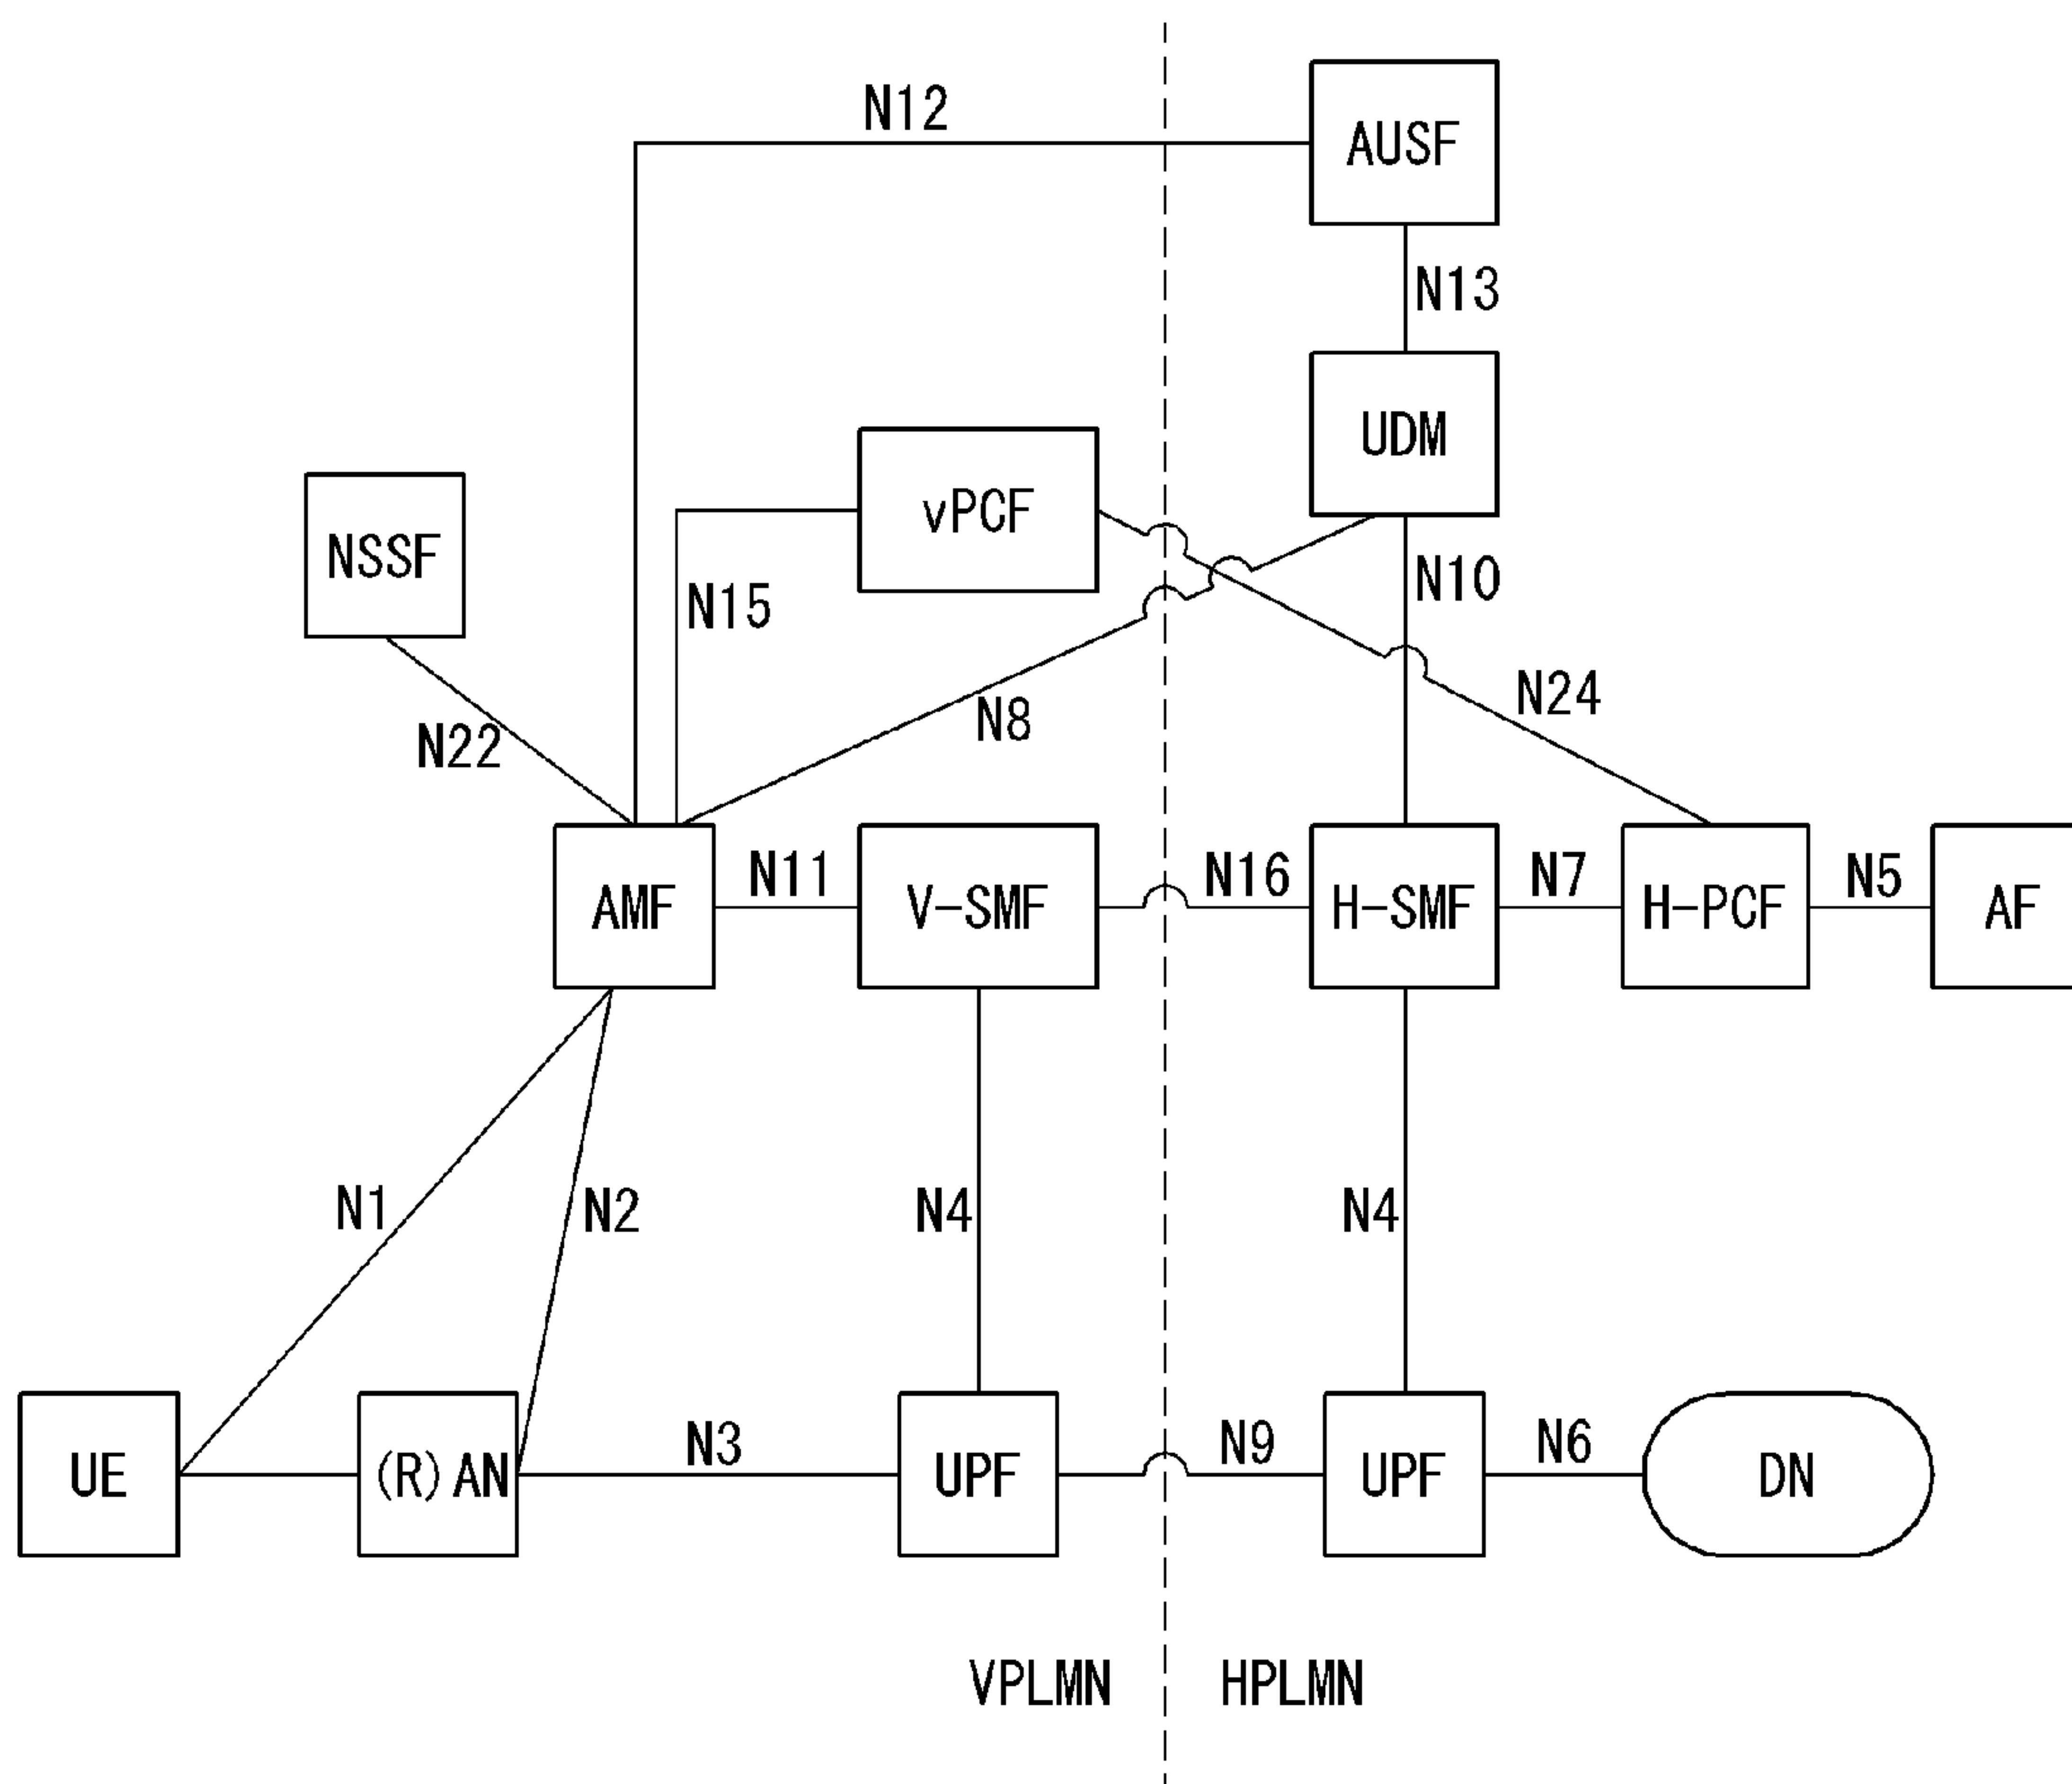 N12
AUSF
N13
UDM
vPCF
NSSF
N15
N10
N8
N24
N22
AMF
N11
V-SMF
N16
H-SMF
N7
H-PCF
N5
AF
N1
N2
N4
N4
UE
(R) AN
N3
UPF
N9
UPF
N6
DN
VPLMN
HPLMN